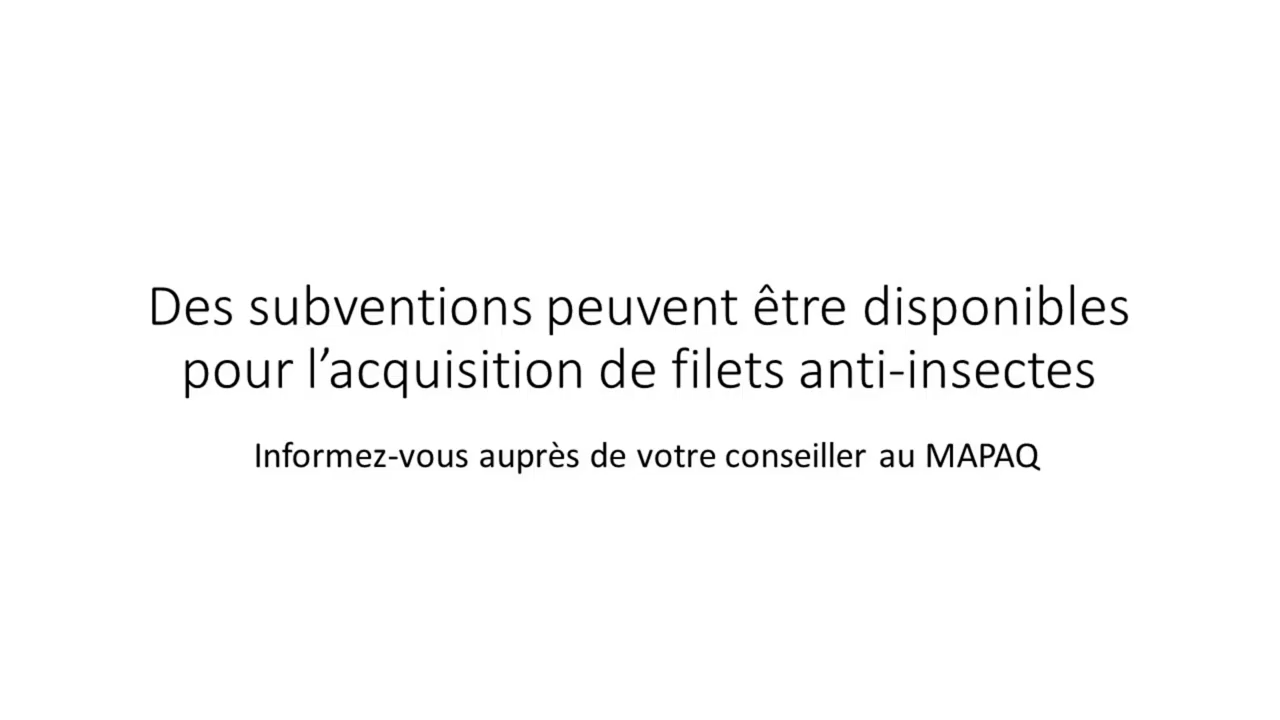 Des subventions peuvent être disponibles
pour l’acquisition de filets anti-insectes
Informez-vous auprès de votre conseiller au MAPAQ